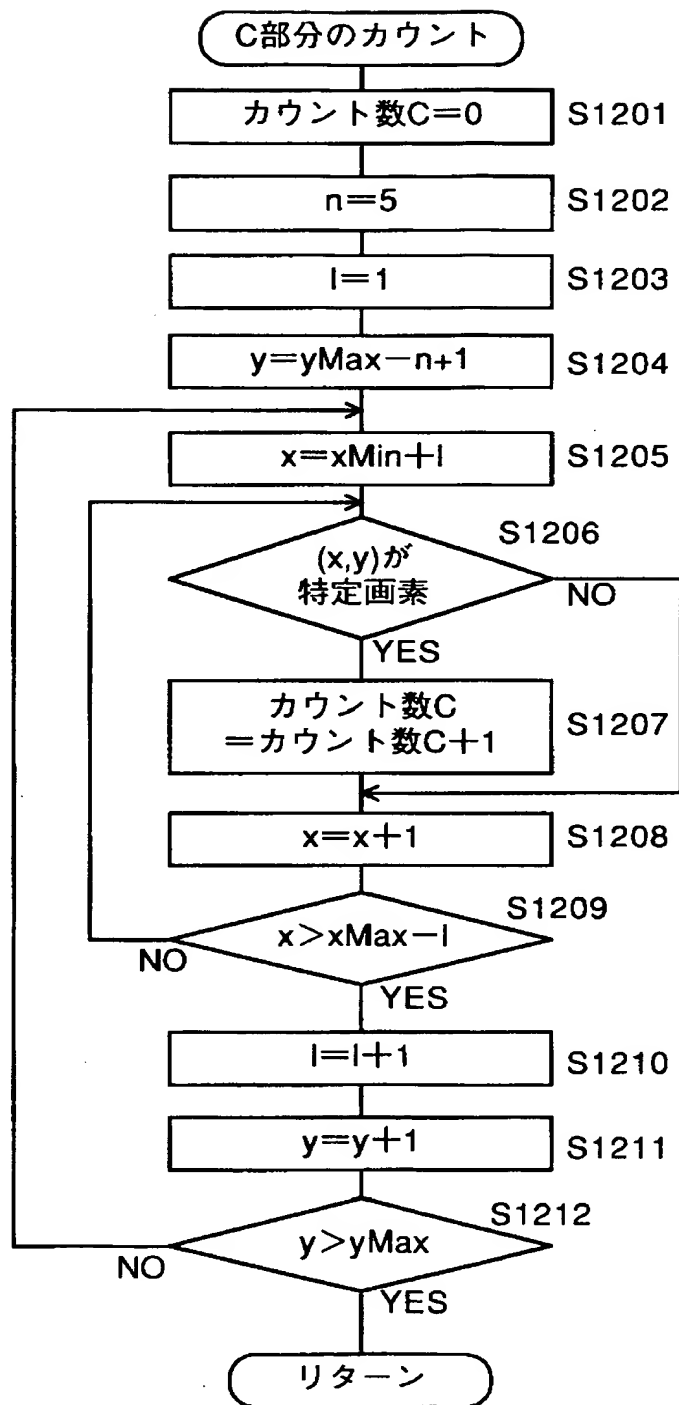 C部分のカウント
カウント数C=0 S1201
n=5 S1202
l=1 S1203
y=yMax-n+1 S1204
x=xMin+l S1205
S1206
(x,y)が
特定画素
NO
YES
カウント数C
=カウント数C+1 S1207
x=x+1 S1208
S1209
x>xMax-l
NO
YES
l=l+1 S1210
y=y+1 S1211
S1212
y>yMax
NO
YES
リターン